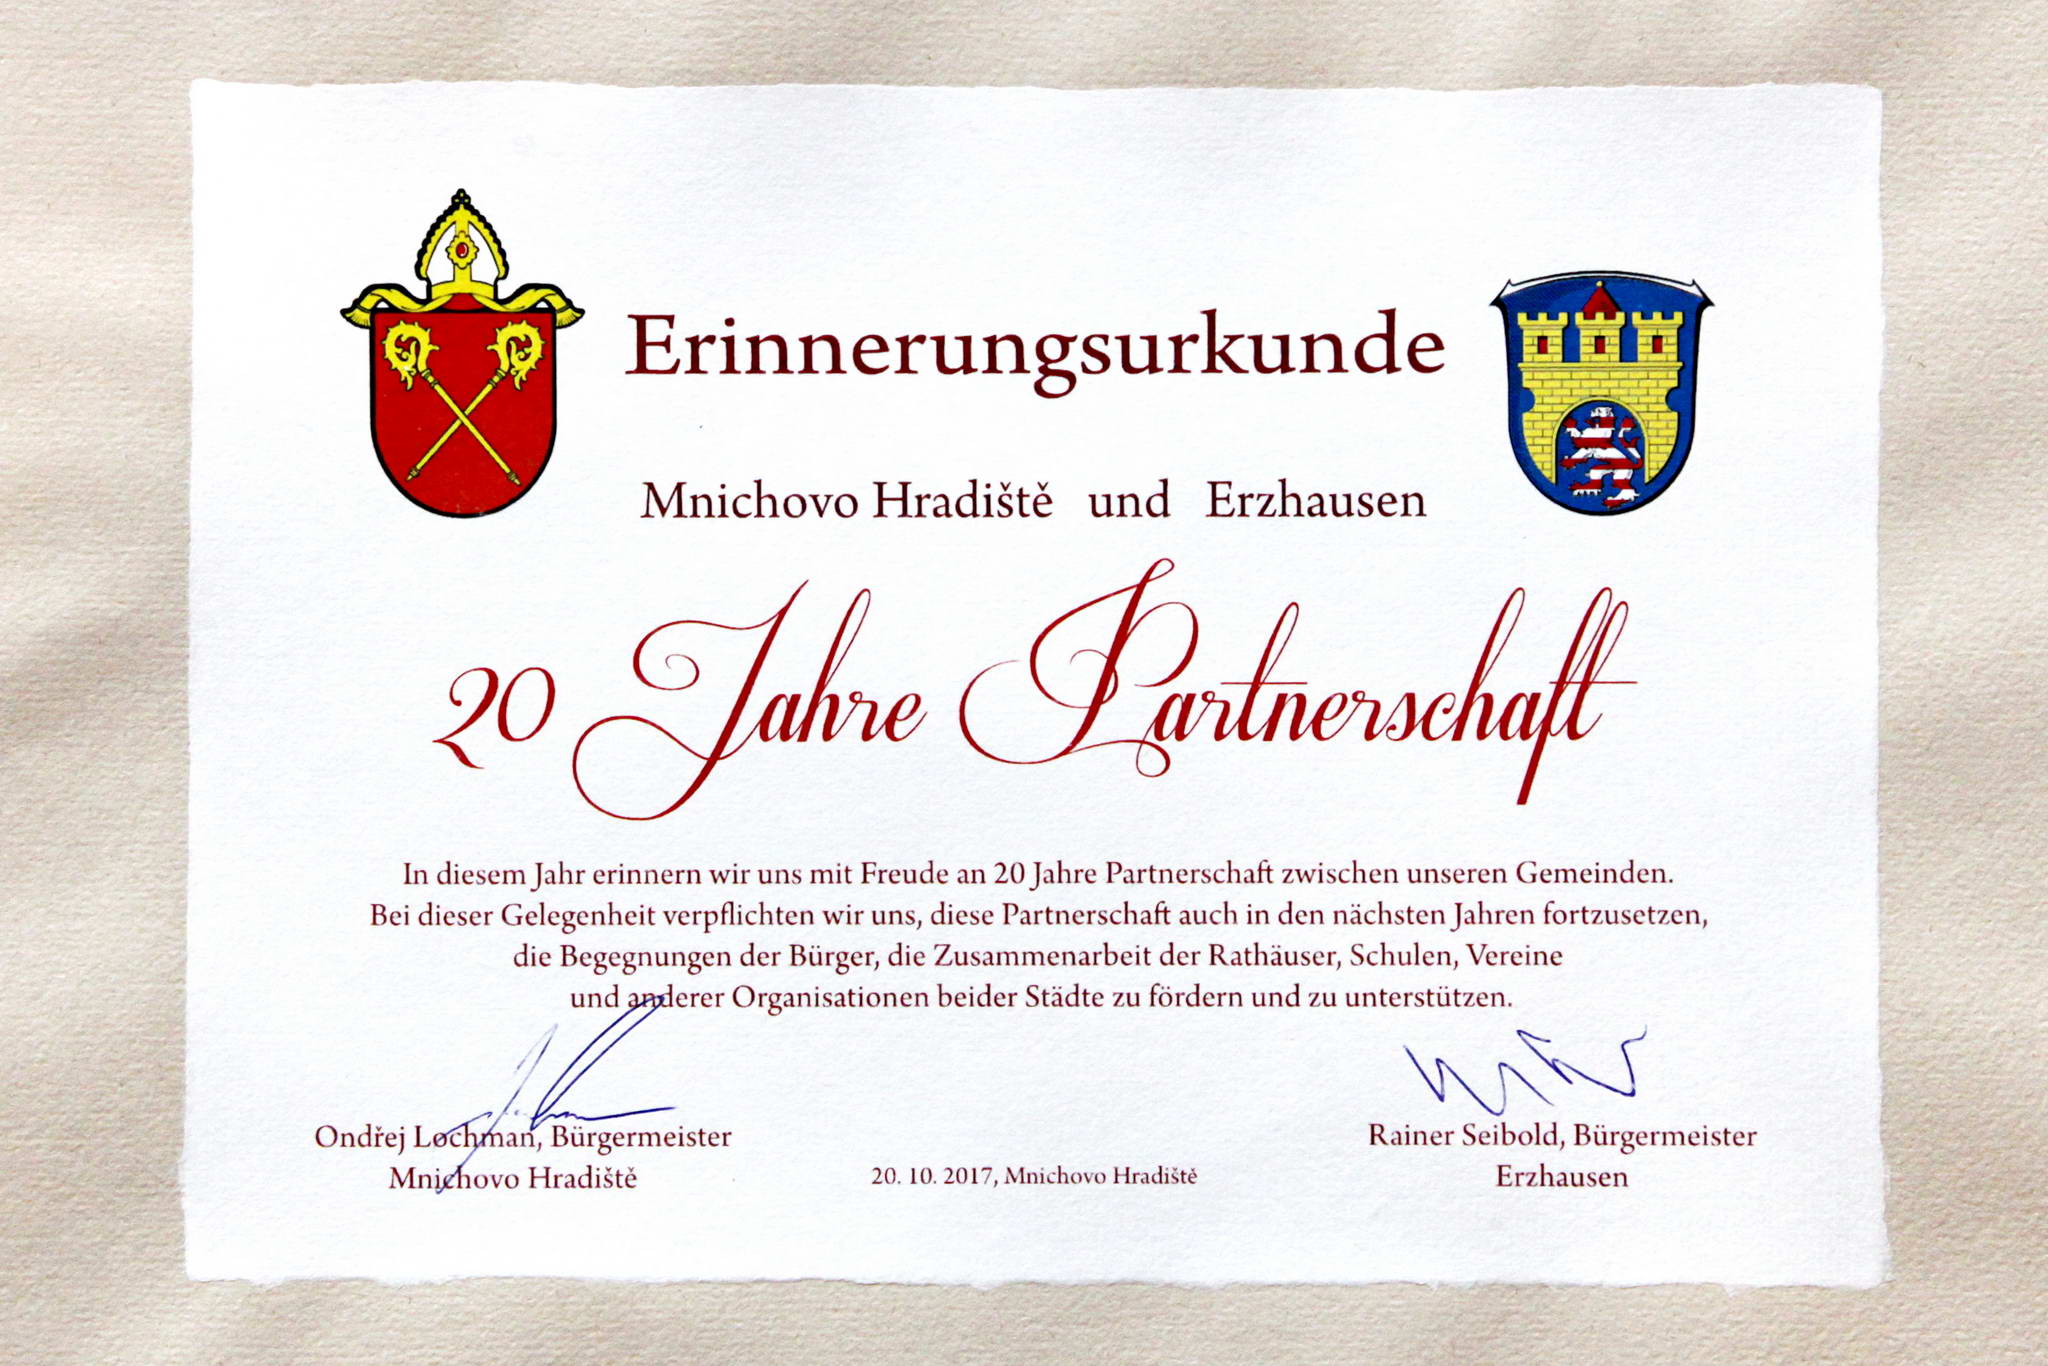 Erinnerungsurkunde
Mnichovo Hradiště und Erzhausen
20 Jahre Partnerschaft
In diesem Jahr erinnern wir uns mit Freude an 20 Jahre Partnerschaft zwischen unseren Gemeinden.
Bei dieser Gelegenheit verpflichten wir uns, diese Partnerschaft auch in den nächsten Jahren fortzusetzen,
die Begegnungen der Bürger, die Zusammenarbeit der Rathäuser, Schulen, Vereine
und anderer Organisationen beider Städte zu fördern und zu unterstützen.
Ondřej Lochman, Bürgermeister
Mnichovo Hradiště
20. 10. 2017, Mnichovo Hradiště
Rainer Seibold, Bürgermeister
Erzhausen